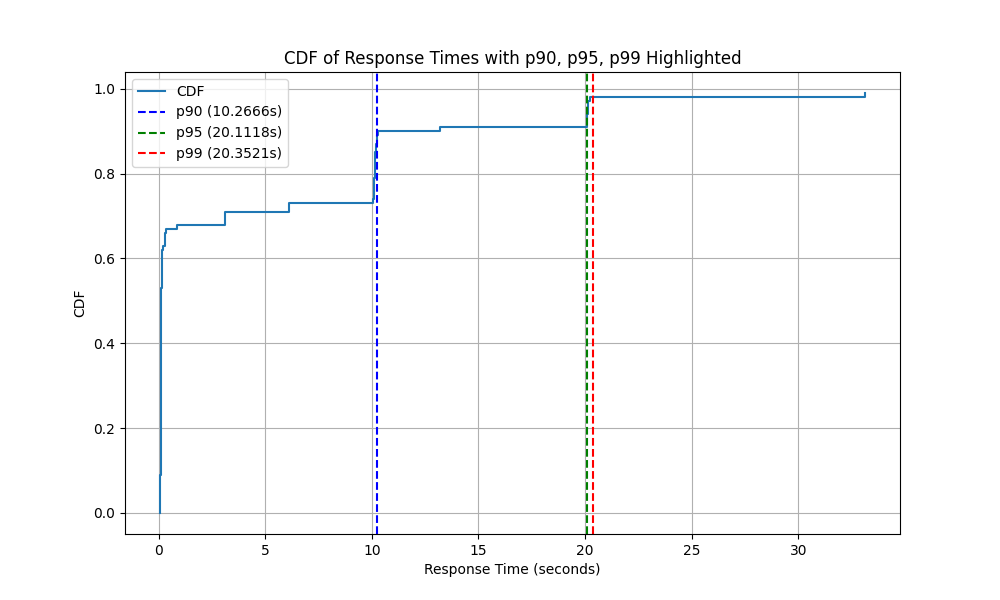 CDF of Response Times with p90, p95, p99 Highlighted
CDF
p90 (10.2666s)
p95 (20.1118s)
p99 (20.3521s)
CDF
1.0
0.8
0.6
0.4
0.2
0.0
0 5 10 15 20 25 30
Response Time (seconds)